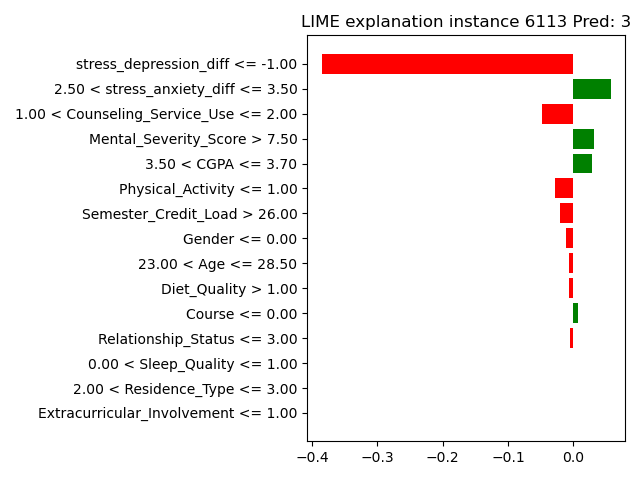 LIME explanation instance 6113 Pred: 3
stress_depression_diff <= -1.00
2.50 < stress_anxiety_diff <= 3.50
1.00 < Counseling_Service_Use <= 2.00
Mental_Severity_Score > 7.50
3.50 < CGPA <= 3.70
Physical_Activity <= 1.00
Semester_Credit_Load > 26.00
Gender <= 0.00
23.00 < Age <= 28.50
Diet_Quality > 1.00
Course <= 0.00
Relationship_Status <= 3.00
0.00 < Sleep_Quality <= 1.00
2.00 < Residence_Type <= 3.00
Extracurricular_Involvement <= 1.00
−0.4 −0.3 −0.2 −0.1 0.0